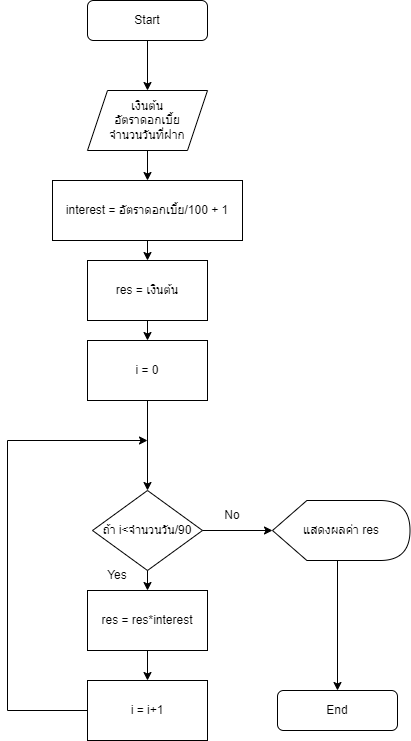 Start
เงินต้น
อัตราดอกเบี้ย
จำนวนวันที่ฝาก
interest = อัตราดอกเบี้ย/100 + 1
res = เงินต้น
i = 0
ถ้า i<จำนวนวัน/90
No
แสดงผลค่า res
Yes
res = res*interest
i = i+1
End